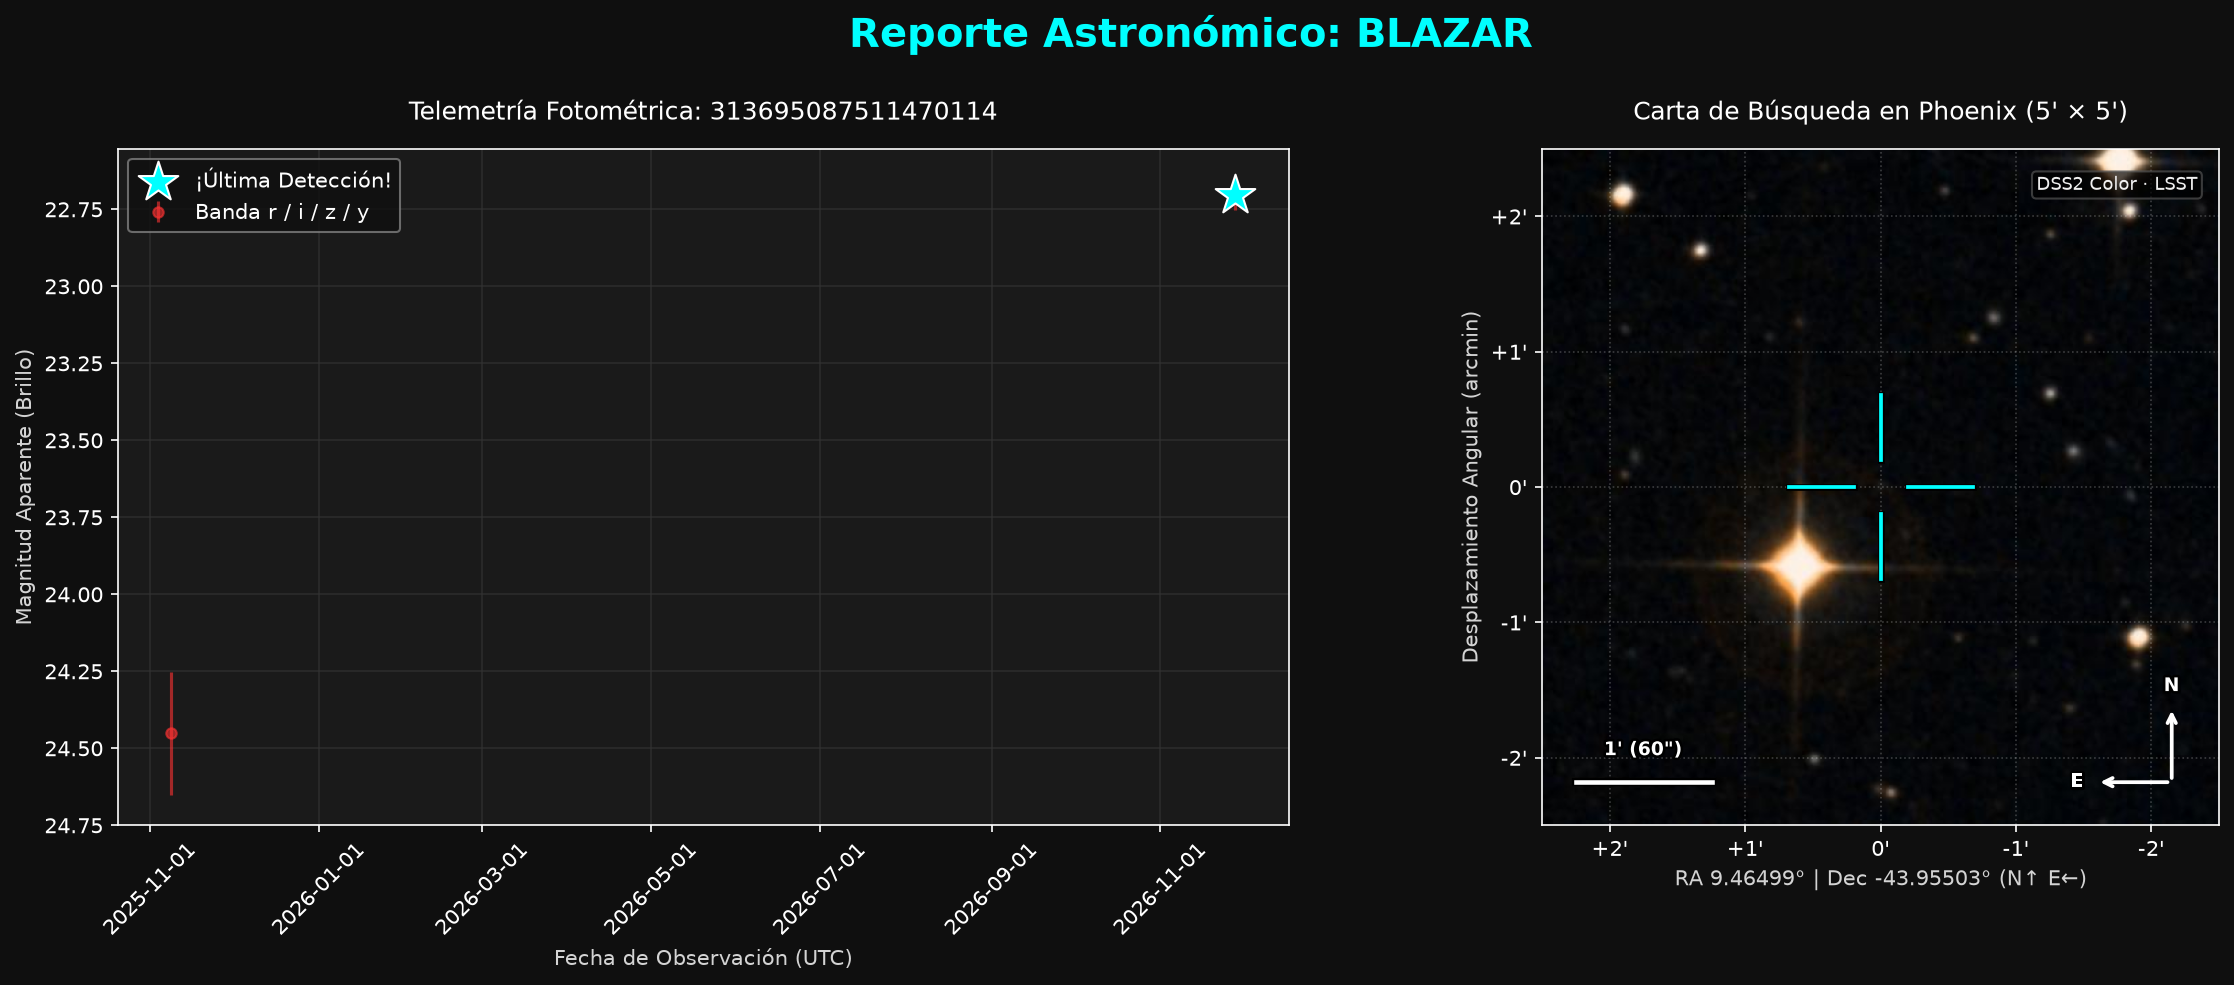 Reporte Astronómico: BLAZAR
Telemetría Fotométrica: 313695087511470114
¡Última Detección!
Banda r / i / z / y
Magnitud Aparente (Brillo)
22.75
23.00
23.25
23.50
23.75
24.00
24.25
24.50
24.75
2025-11-01
2026-01-01
2026-03-01
2026-05-01
2026-07-01
2026-09-01
2026-11-01
Fecha de Observación (UTC)
Carta de Búsqueda en Phoenix (5' × 5')
DSS2 Color · LSST
Desplazamiento Angular (arcmin)
+2'
+1'
0'
-1'
-2'
1' (60")
N
E
+2'
+1'
0'
-1'
-2'
RA 9.46499° | Dec -43.95503° (N↑ E←)